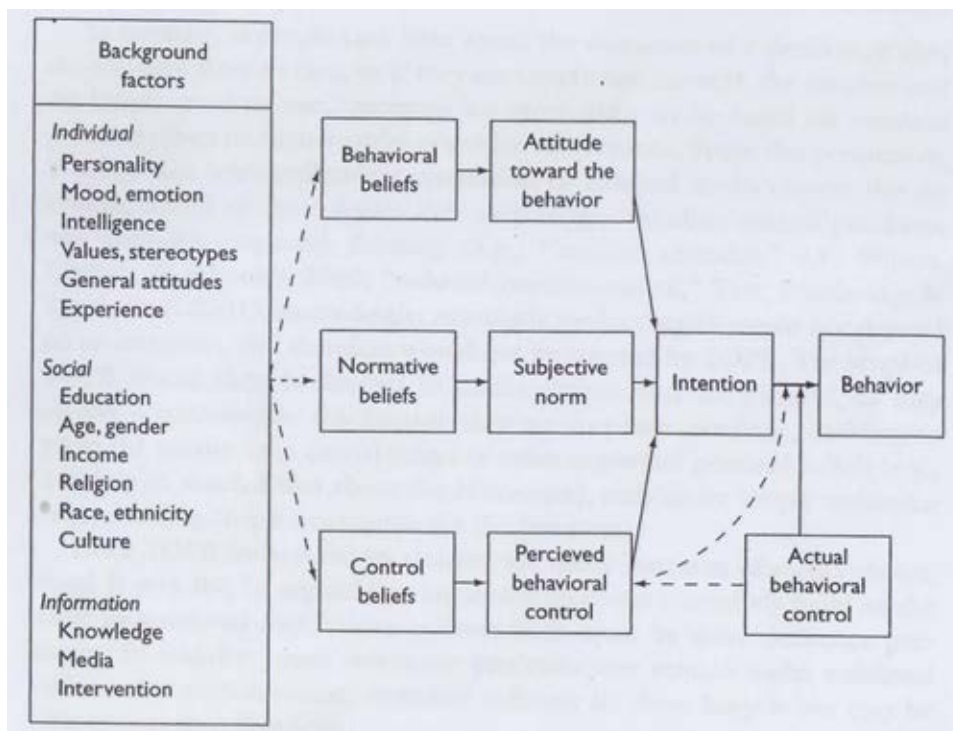 Background
factors
Individual
Personality
Mood, emotion
Intelligence
Values, stereotypes
General attitudes
Experience
Social
Education
Age, gender
Income
Religion
Race, ethnicity
Culture
Information
Knowledge
Media
Intervention
Behavioral
beliefs
Attitude
toward the
behavior
Normative
beliefs
Subjective
norm
Intention
Behavior
Control
beliefs
Percieved
behavioral
control
Actual
behavioral
control